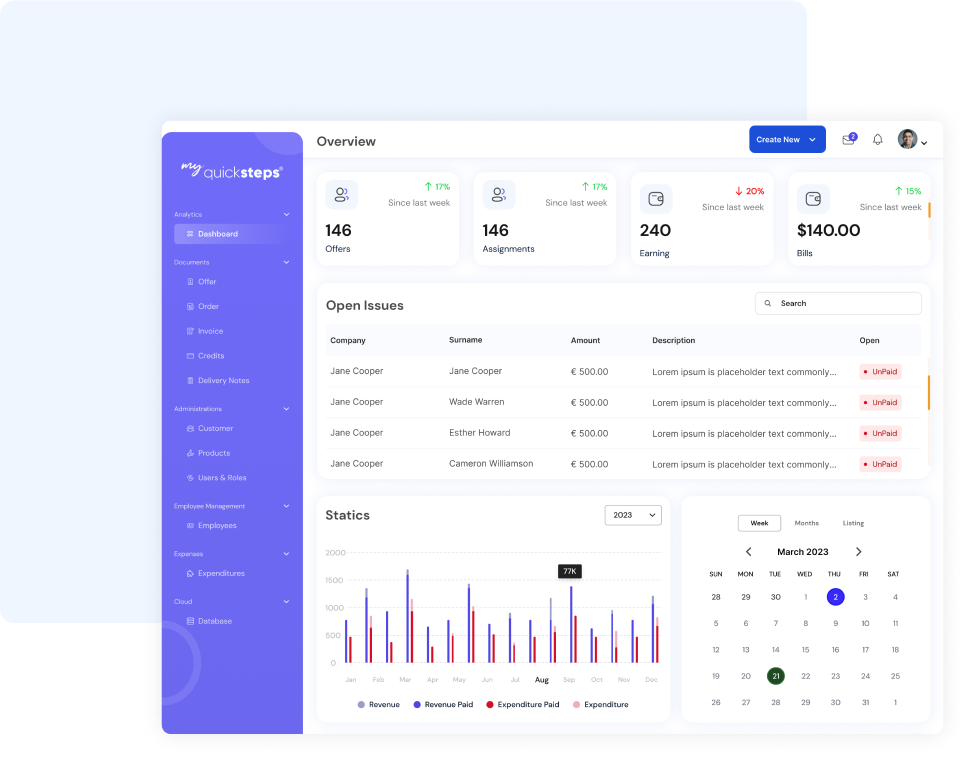 my quicksteps®
Analytics
Dashboard
Documents
Offer
Order
Invoice
Credits
Delivery Notes
Administrations
Customer
Products
Users & Roles
Employee Management
Employees
Expenses
Expenditures
Cloud
Database
Overview
Create New
2
17%
Since last week
146
Offers
17%
Since last week
146
Assignments
20%
Since last week
240
Earning
15%
Since last week
$140.00
Bills
Open Issues
Search
Company Surname Amount Description Open
Jane Cooper Jane Cooper € 500.00 Lorem ipsum is placeholder text commonly... UnPaid
Jane Cooper Wade Warren € 500.00 Lorem ipsum is placeholder text commonly... UnPaid
Jane Cooper Esther Howard € 500.00 Lorem ipsum is placeholder text commonly... UnPaid
Jane Cooper Cameron Williamson € 500.00 Lorem ipsum is placeholder text commonly... UnPaid
Statics
2023
2000
1500
1000
500
0
77K
Jan Feb Mar Apr May Jun Jul Aug Sep Oct Nov Dec
Revenue Revenue Paid Expenditure Paid Expenditure
Week Months Listing
March 2023
SUN MON TUE WED THU FRI SAT
28 29 30 1 2 3 4
5 6 7 8 9 10 11
12 13 14 15 16 17 18
19 20 21 22 23 24 25
26 27 28 29 30 31 1